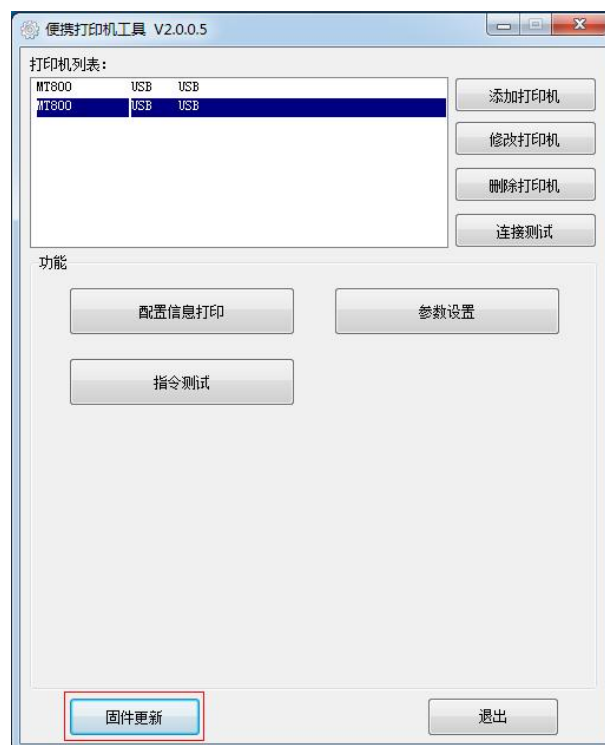 便携打印机工具 V2.0.0.5
打印机列表：
MT800 USB USB
MT800 USB USB
添加打印机
修改打印机
删除打印机
连接测试
功能
配置信息打印
参数设置
指令测试
固件更新
退出